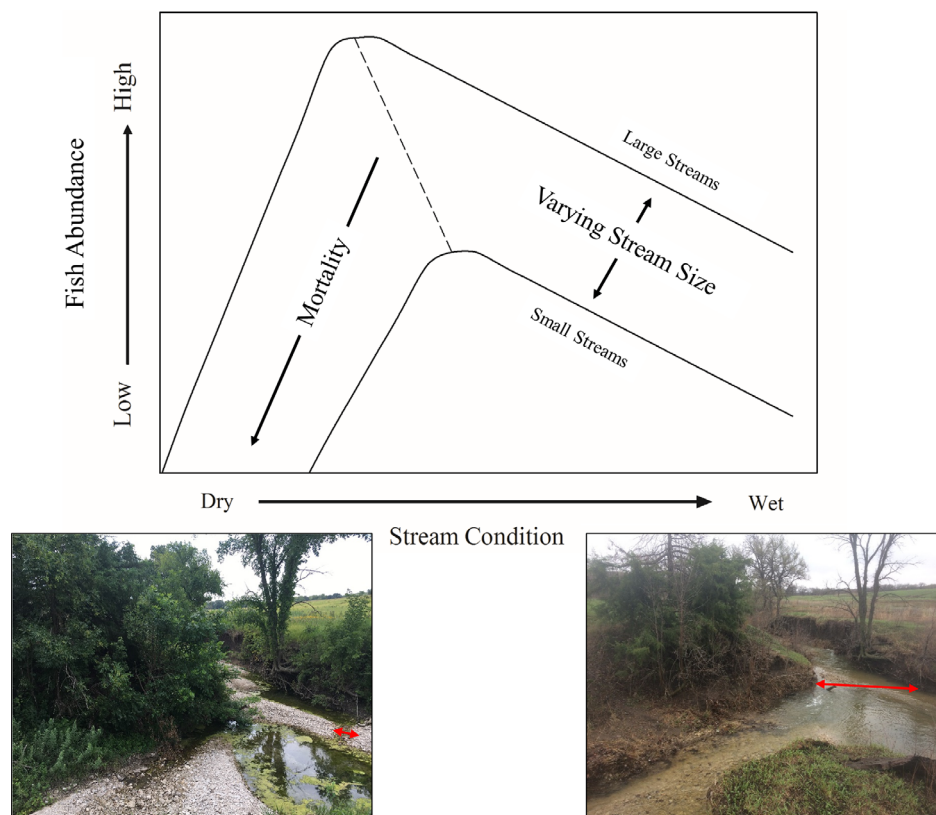 High
Fish Abundance
Low
Large Streams
Varying Stream Size
Small Streams
Mortality
Dry
Wet
Stream Condition